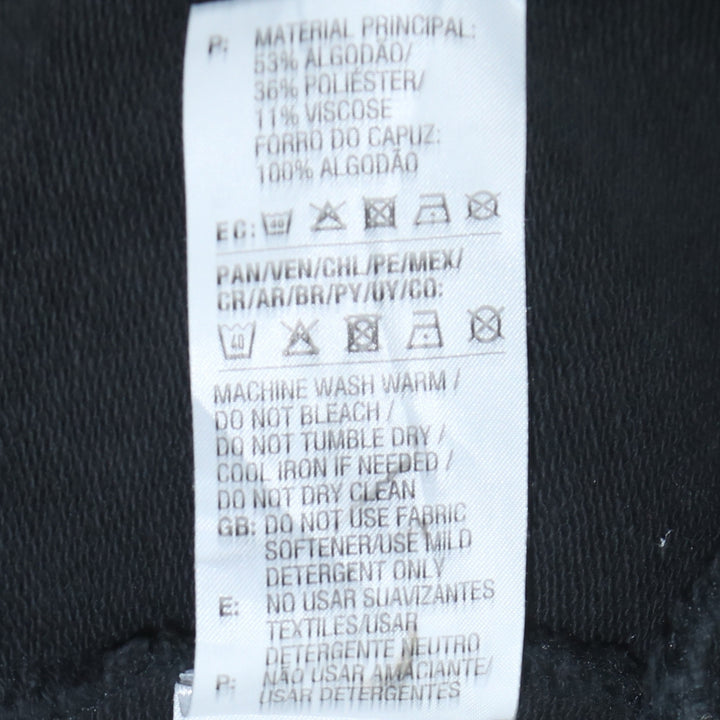 P: MATERIAL PRINCIPAL:
53% ALGODÃO/
36% POLIÉSTER/
11% VISCOSE
FORRO DO CAPUZ:
100% ALGODÃO
EC: 40
PAN/VEN/CHL/PE/MEX/
CR/AR/BR/PY/UY/CO:
40
MACHINE WASH WARM /
DO NOT BLEACH /
DO NOT TUMBLE DRY /
COOL IRON IF NEEDED /
DO NOT DRY CLEAN
GB: DO NOT USE FABRIC
SOFTENER/USE MILD
DETERGENT ONLY
E: NO USAR SUAVIZANTES
TEXTILES/USAR
DETERGENTE NEUTRO
P: NÃO USAR AMACIANTE/
USAR DETERGENTES